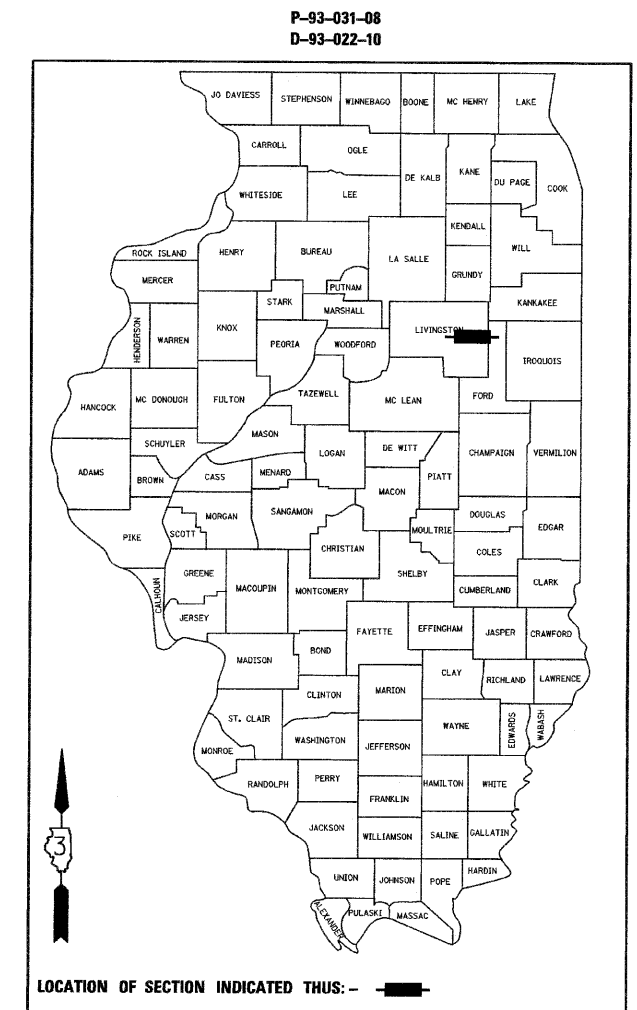 P-93-031-08
D-93-022-10
JO DAVIESS
STEPHENSON
WINNEBAGO
BOONE
MC HENRY
LAKE
CARROLL
OGLE
DE KALB
KANE
DU PAGE
COOK
WHITESIDE
LEE
KENDALL
ROCK ISLAND
HENRY
BUREAU
LA SALLE
WILL
MERCER
PUTNAM
GRUNDY
STARK
MARSHALL
KANKAKEE
HENDERSON
WARREN
KNOX
PEORIA
WOODFORD
LIVINGSTON
IROQUOIS
HANCOCK
MC DONOUGH
FULTON
TAZEWELL
MC LEAN
FORD
SCHUYLER
MASON
LOGAN
DE WITT
CHAMPAIGN
VERMILION
ADAMS
BROWN
CASS
MENARD
PIATT
MACON
PIKE
SCOTT
MORGAN
SANGAMON
MOULTRIE
DOUGLAS
EDGAR
CHRISTIAN
COLES
CALHOUN
GREENE
MACOUPIN
MONTGOMERY
SHELBY
CUMBERLAND
CLARK
JERSEY
FAYETTE
EFFINGHAM
JASPER
CRAWFORD
MADISON
BOND
CLAY
RICHLAND
LAWRENCE
CLINTON
MARION
ST. CLAIR
WAYNE
EDWARDS
WABASH
MONROE
WASHINGTON
JEFFERSON
RANDOLPH
PERRY
HAMILTON
WHITE
FRANKLIN
JACKSON
WILLIAMSON
SALINE
GALLATIN
3
UNION
JOHNSON
POPE
HARDIN
ALEXANDER
PULASKI
MASSAC
LOCATION OF SECTION INDICATED THUS: -